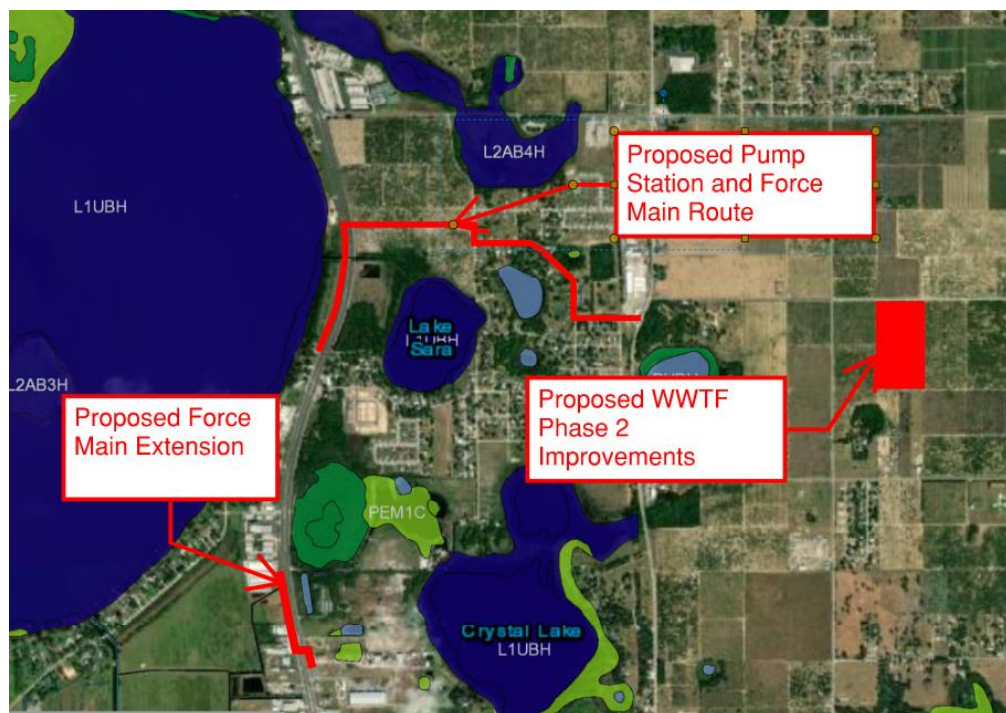 L2AB4H
Proposed Pump
Station and Force
Main Route
L1UBH
Lake
Sara
L1UBH
L2AB3H
Proposed Force
Main Extension
Proposed WWTF
Phase 2
Improvements
PEM1C
Crystal Lake
L1UBH